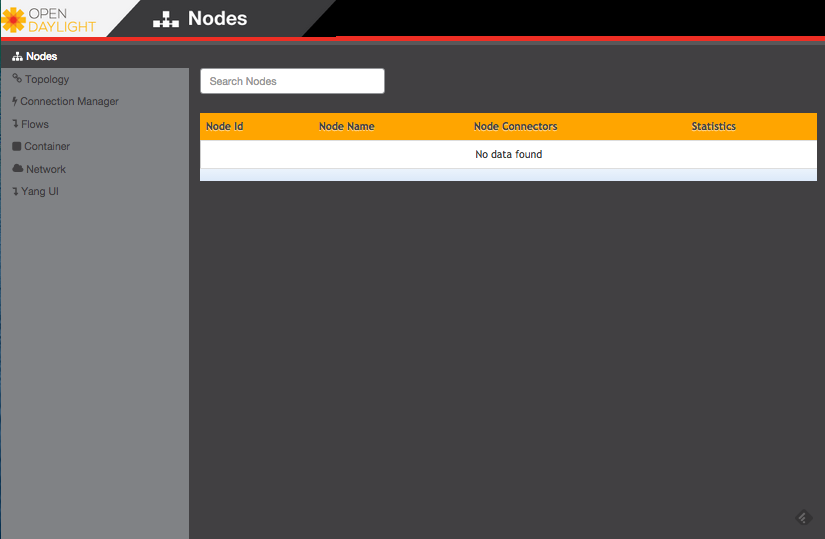 OPEN
DAYLIGHT
Nodes
Nodes
Topology
Connection Manager
Flows
Container
Network
Yang UI
Search Nodes
Node Id Node Name Node Connectors Statistics
No data found